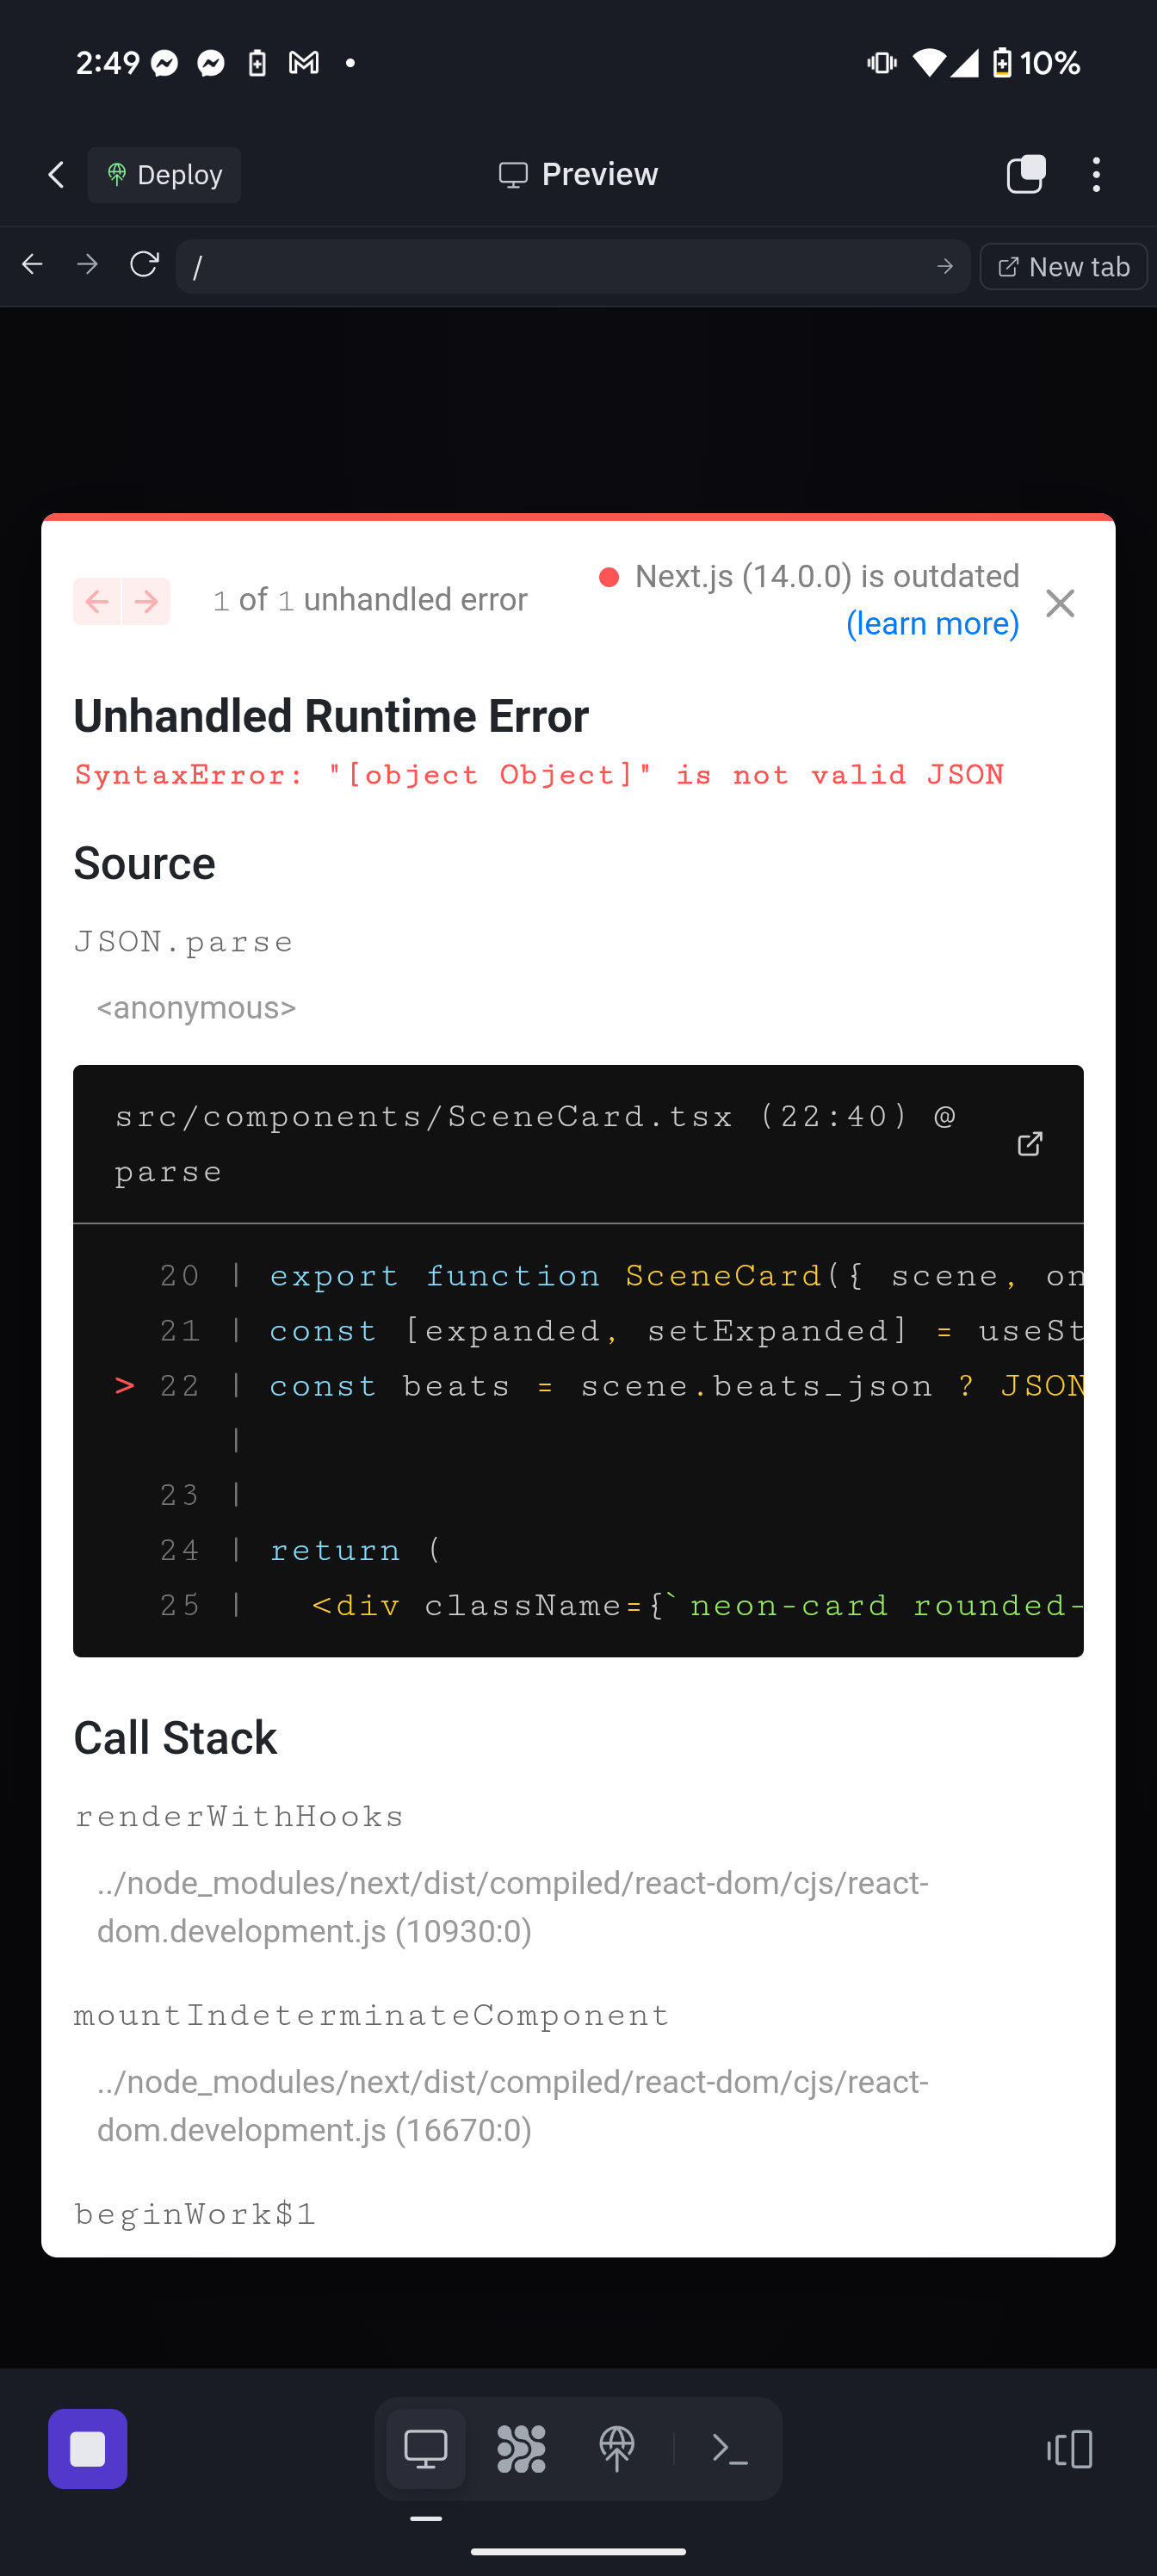 2:49
10%
Deploy
Preview
/
New tab
1 of 1 unhandled error
Next.js (14.0.0) is outdated
(learn more)
Unhandled Runtime Error
SyntaxError: "[object Object]" is not valid JSON
Source
JSON.parse
<anonymous>
src/components/SceneCard.tsx (22:40) @
parse
20 | export function SceneCard({ scene, on
21 | const [expanded, setExpanded] = useSt
> 22 | const beats = scene.beats_json ? JSON
|
23 |
24 | return (
25 | <div className={`neon-card rounded-
Call Stack
renderWithHooks
../node_modules/next/dist/compiled/react-dom/cjs/react-
dom.development.js (10930:0)
mountIndeterminateComponent
../node_modules/next/dist/compiled/react-dom/cjs/react-
dom.development.js (16670:0)
beginWork$1